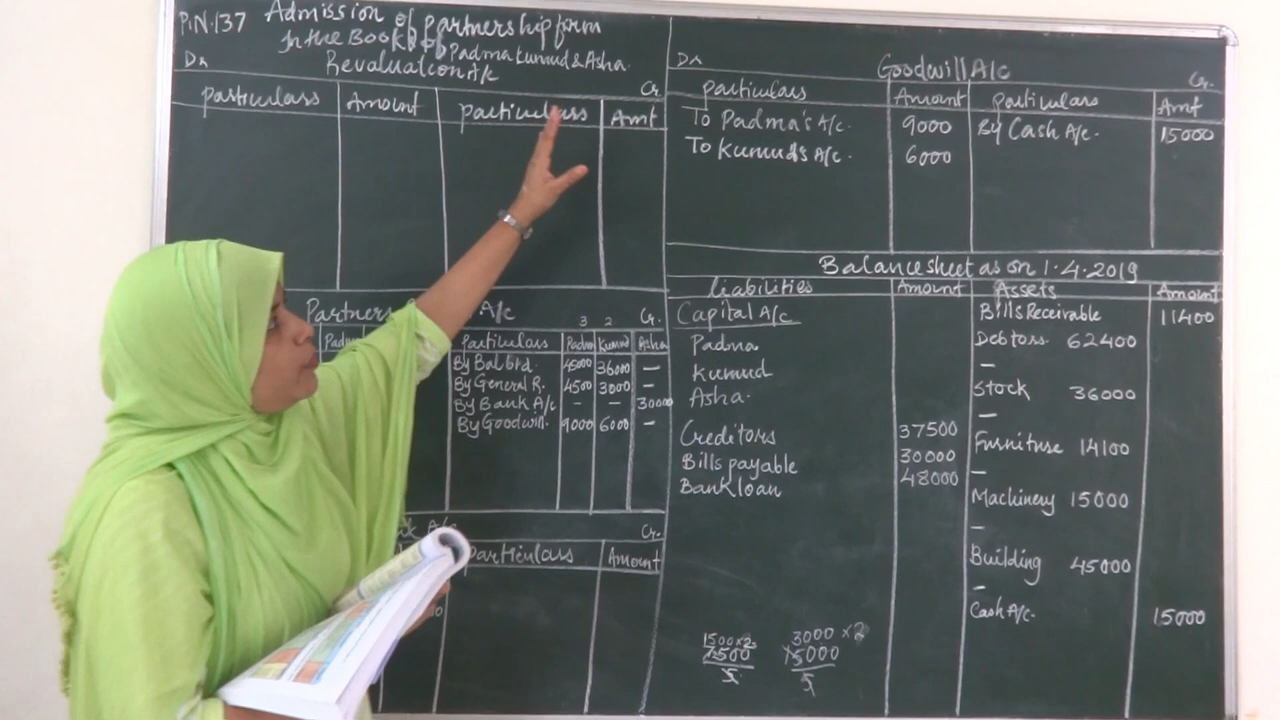 P.N.137 Admission of partnership form
In the Book of Padma Kumud & Asha.
Dr Revaluation A/c Cr
particulars Amount particulars Amt
Partners A/c Cr.
3 2
Padm particulars Padm Kumud Asha
By Bal b/d. 45000 36000 —
By General R. 4500 3000 -
By Bank A/c - - 30000
By Goodwill. 9000 6000 -
A/c Cr.
particulars Amount
Dr Goodwill A/c Cr.
particulars Amount particulars Amt
To Padma's A/c. 9000 By Cash A/c. 15000
To Kumud's A/c. 6000
Balance sheet as on 1.4.2019
liabilities Amount Assets Amount
Capital A/c Bills Receivable 11400
Padma Debtors. 62400
-
Kumud
Asha. Stock 36000
-
Creditors 37500 Furniture 14100
Bills payable 30000
-
Bank loan 48000 Machinery 15000
-
Building 45000
-
Cash A/c. 15000
1500 x 2 3000 x 2
7500 15000
5 5